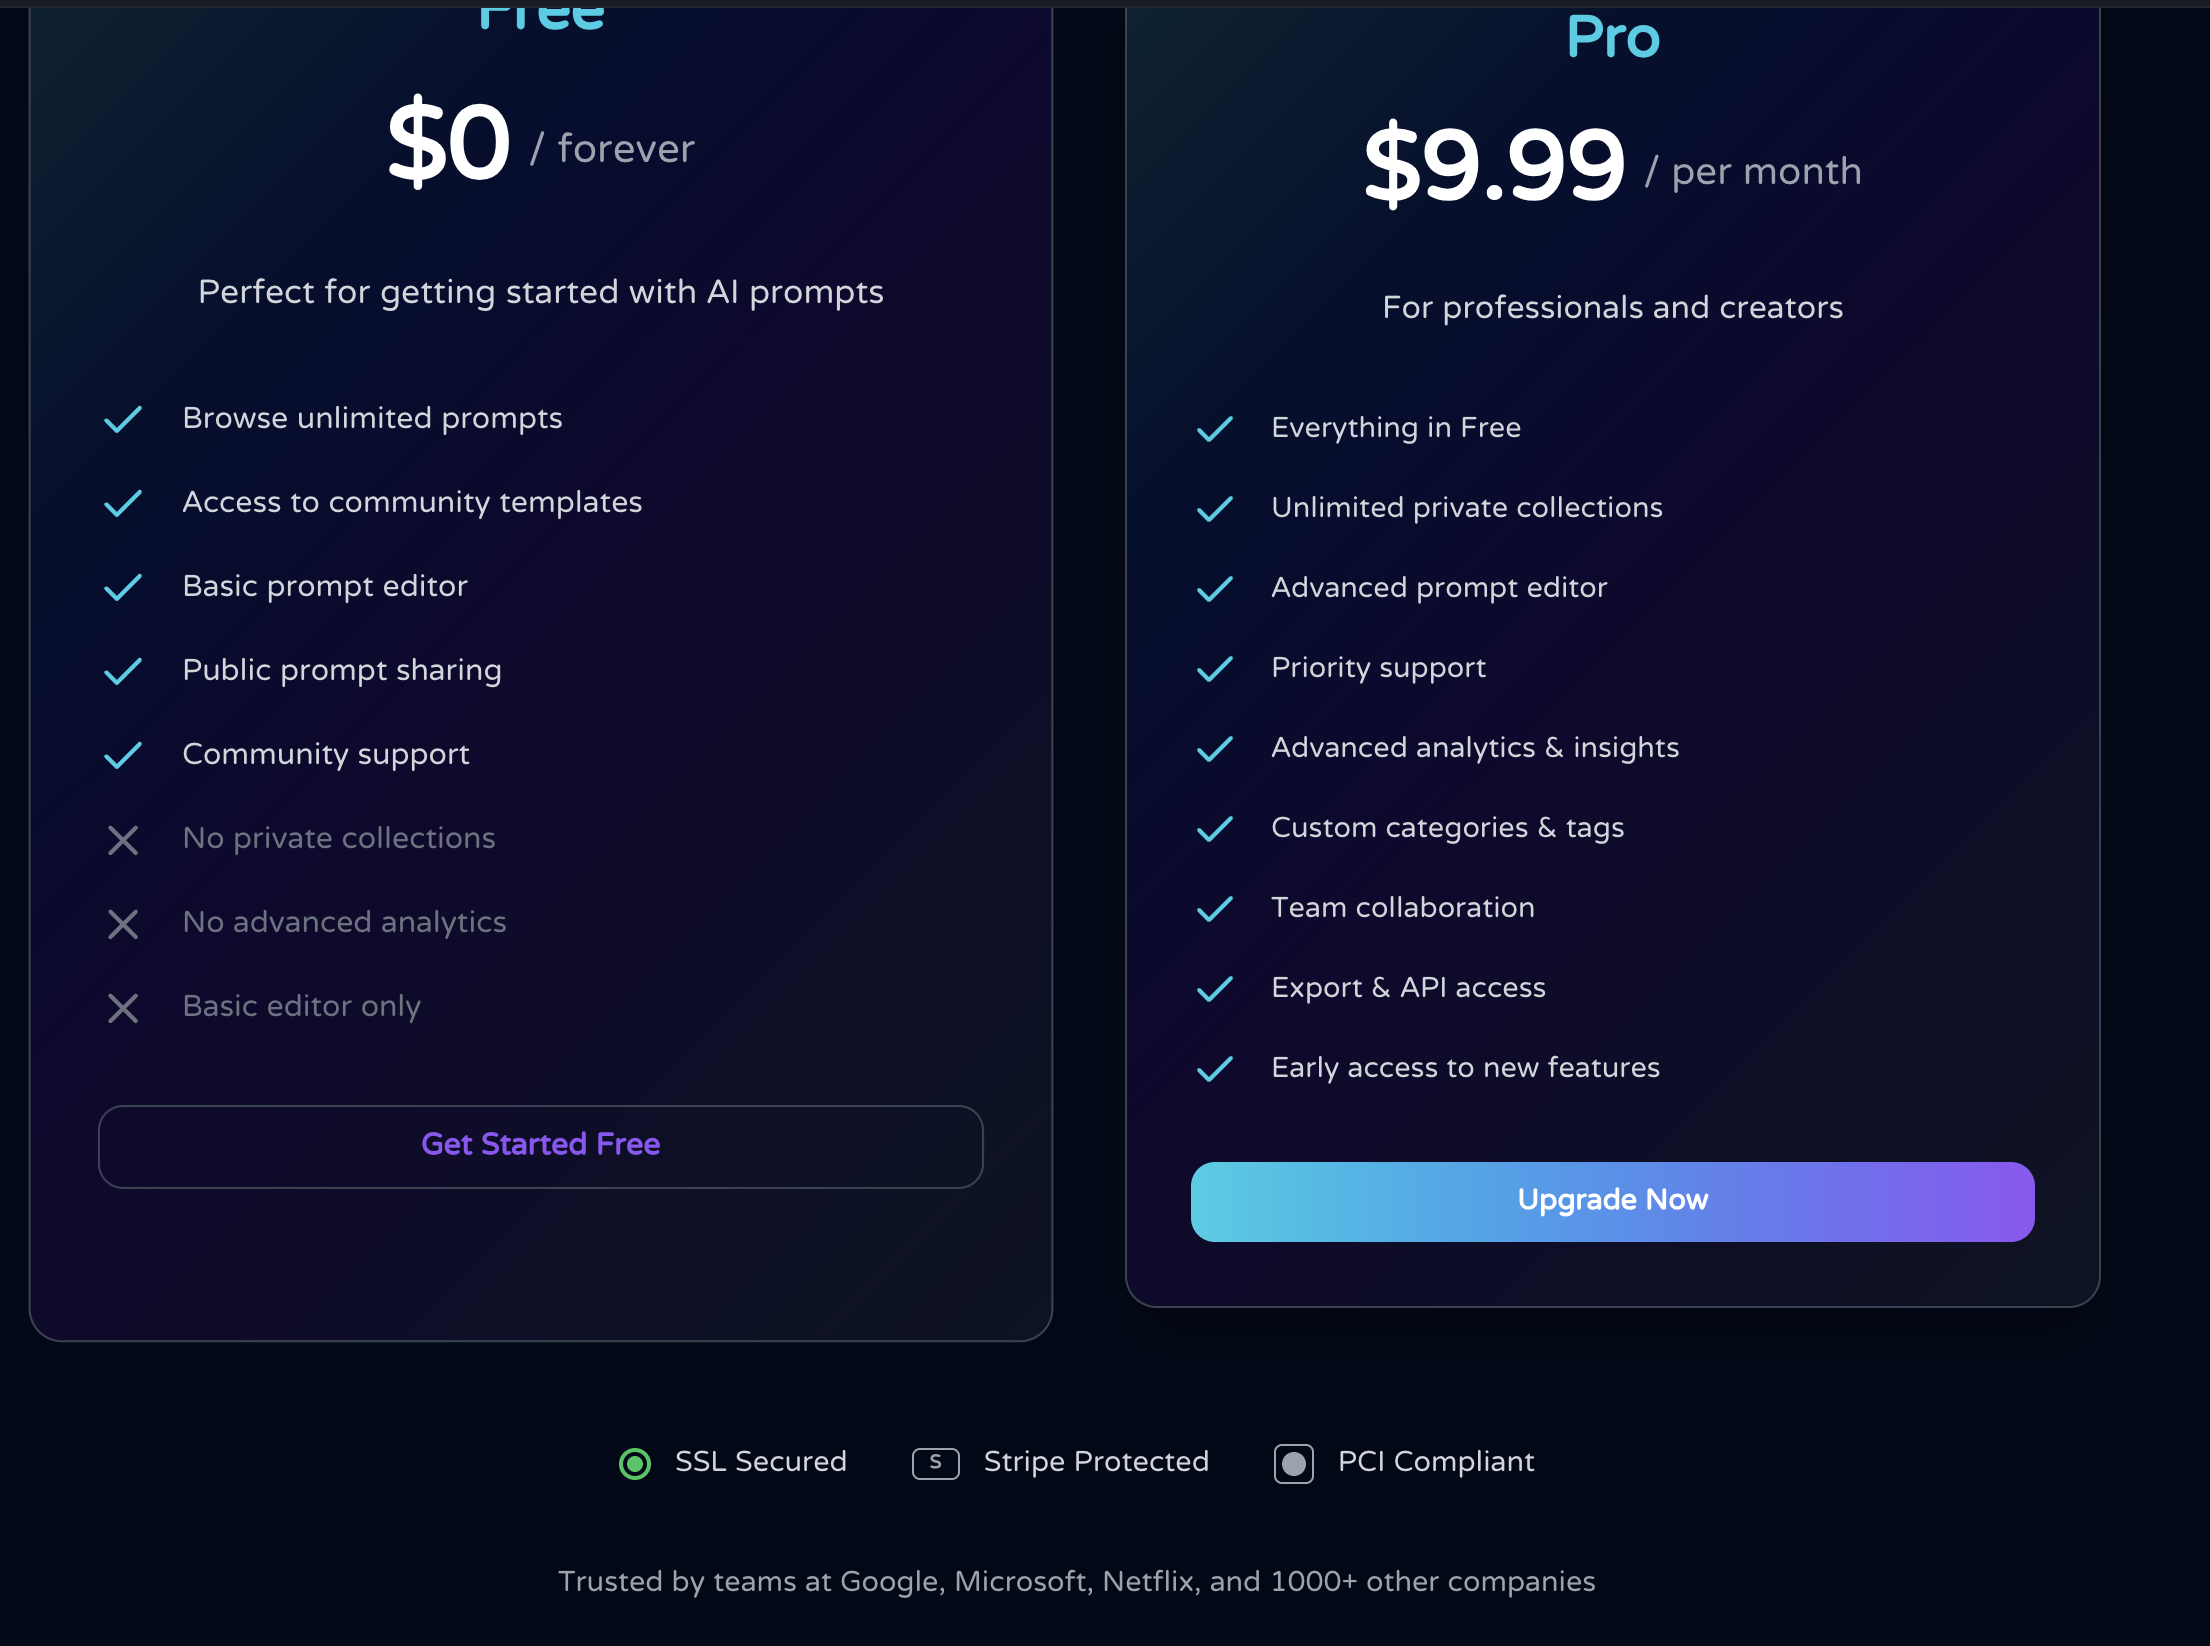 Free
$0 / forever
Perfect for getting started with AI prompts
Browse unlimited prompts
Access to community templates
Basic prompt editor
Public prompt sharing
Community support
No private collections
No advanced analytics
Basic editor only
Get Started Free
Pro
$9.99 / per month
For professionals and creators
Everything in Free
Unlimited private collections
Advanced prompt editor
Priority support
Advanced analytics & insights
Custom categories & tags
Team collaboration
Export & API access
Early access to new features
Upgrade Now
SSL Secured
S Stripe Protected
PCI Compliant
Trusted by teams at Google, Microsoft, Netflix, and 1000+ other companies